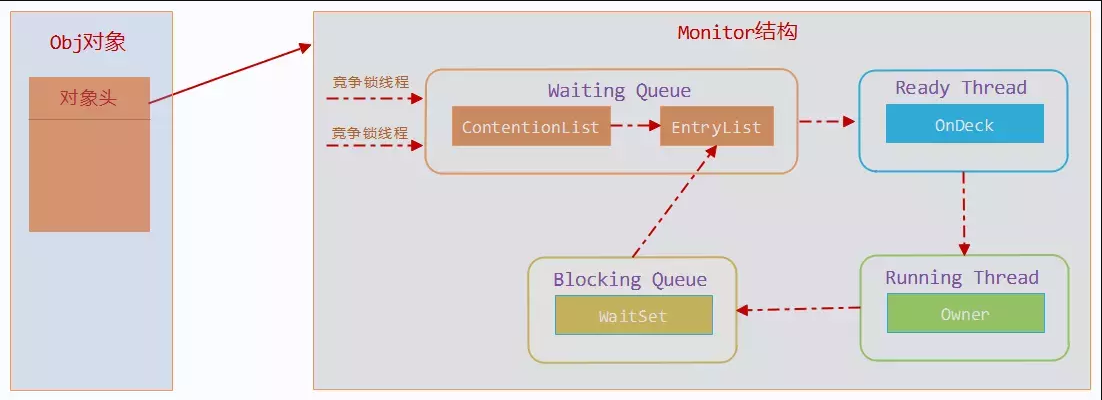 Obj对象
对象头
Monitor结构
竞争锁线程
竞争锁线程
Waiting Queue
ContentionList
EntryList
Ready Thread
OnDeck
Blocking Queue
WaitSet
Running Thread
Owner